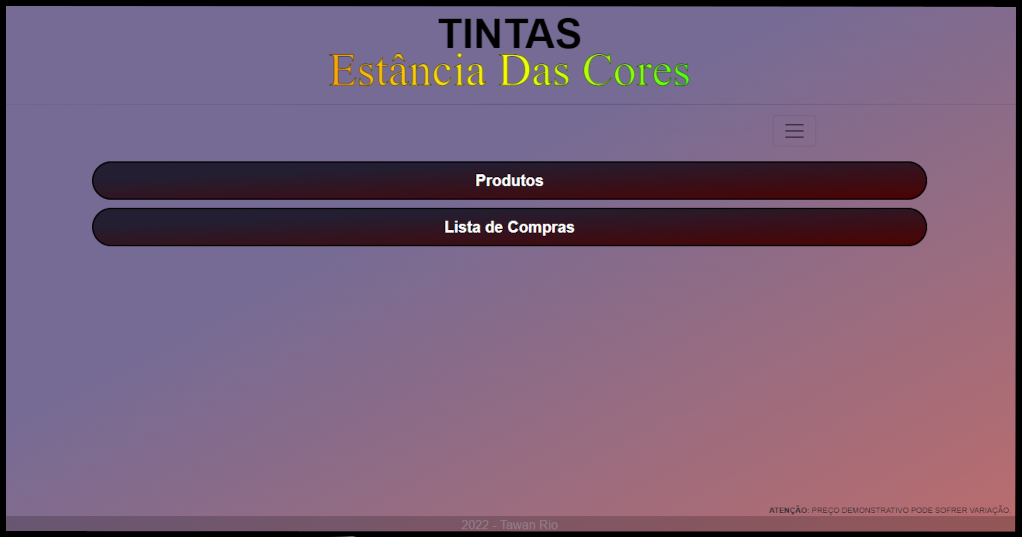 TINTAS
Estância Das Cores
Produtos
Lista de Compras
ATENÇÃO: PREÇO DEMONSTRATIVO PODE SOFRER VARIAÇÃO.
2022 - Tawan Rio